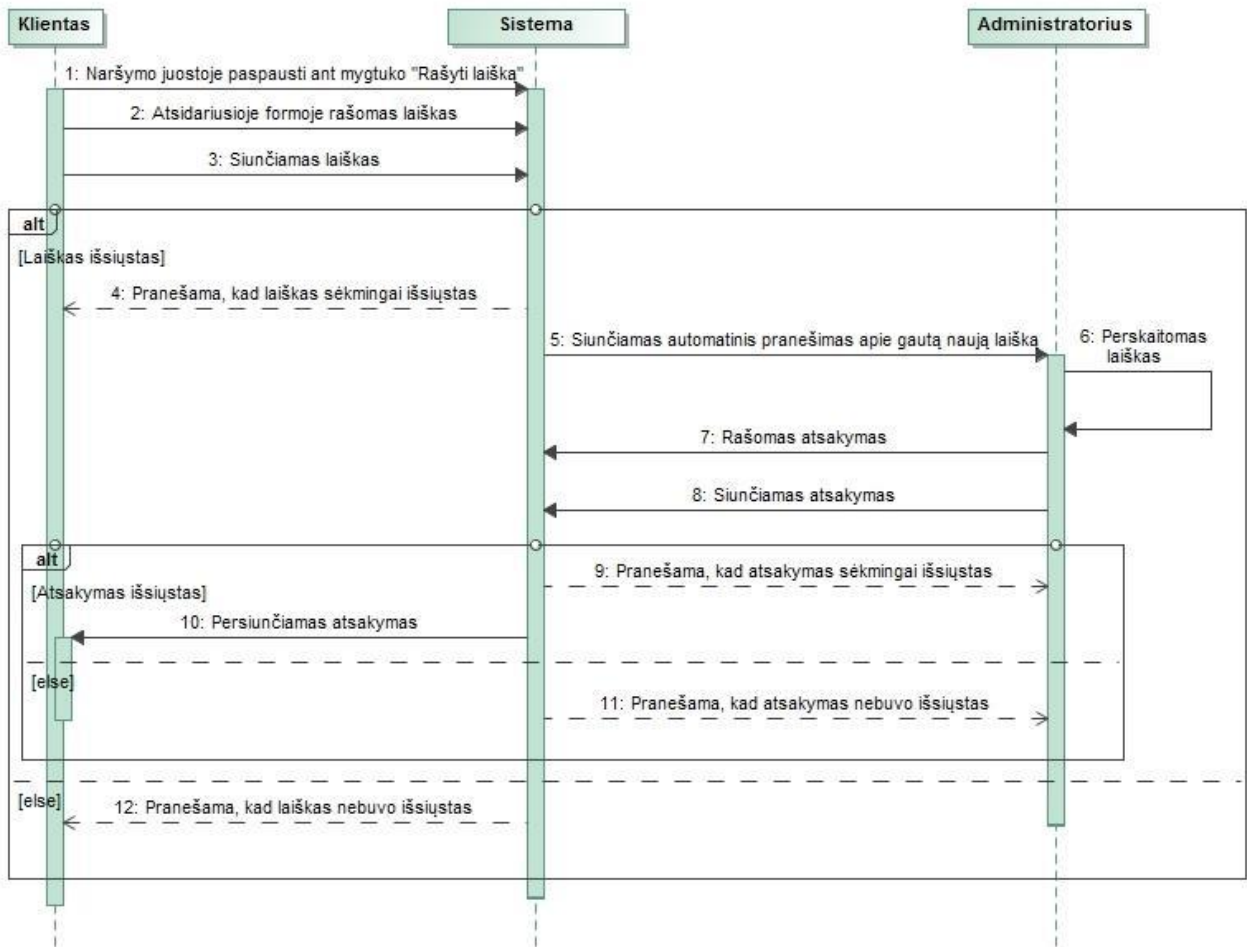 Klientas
Sistema
Administratorius
1: Naršymo juostoje paspausti ant mygtuko "Rašyti laišką"
2: Atsidariusioje formoje rašomas laiškas
3: Siunčiamas laiškas
alt
[Laiškas išsiųstas]
4: Pranešama, kad laiškas sėkmingai išsiųstas
5: Siunčiamas automatinis pranešimas apie gautą naują laišką
6: Perskaitomas
laiškas
7: Rašomas atsakymas
8: Siunčiamas atsakymas
alt
[Atsakymas išsiųstas]
9: Pranešama, kad atsakymas sėkmingai išsiųstas
10: Persiunčiamas atsakymas
[else]
11: Pranešama, kad atsakymas nebuvo išsiųstas
[else]
12: Pranešama, kad laiškas nebuvo išsiųstas